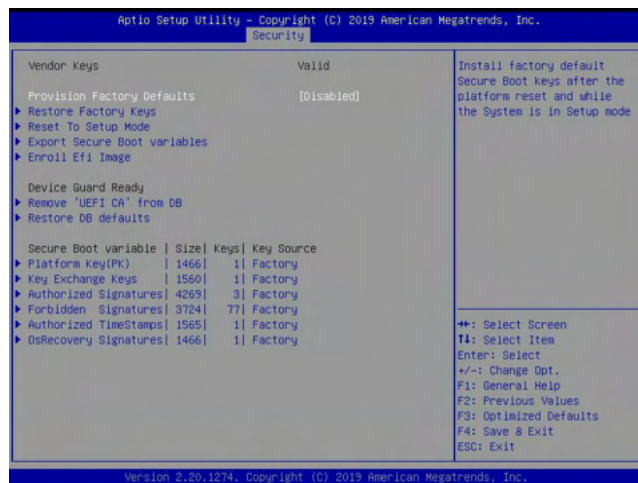 Aptio Setup Utility – Copyright (C) 2019 American Megatrends, Inc.
Security
Vendor Keys Valid
Provision Factory Defaults [Disabled]
▶ Restore Factory Keys
▶ Reset To Setup Mode
▶ Export Secure Boot variables
▶ Enroll Efi Image
Device Guard Ready
▶ Remove 'UEFI CA' from DB
▶ Restore DB defaults
Secure Boot variable | Size| Keys| Key Source
▶ Platform Key(PK) | 1466| 1| Factory
▶ Key Exchange Keys | 1560| 1| Factory
▶ Authorized Signatures| 4269| 3| Factory
▶ Forbidden Signatures| 3724| 77| Factory
▶ Authorized TimeStamps| 1565| 1| Factory
▶ OsRecovery Signatures| 1466| 1| Factory
Install factory default
Secure Boot keys after the
platform reset and while
the System is in Setup mode
→←: Select Screen
↑↓: Select Item
Enter: Select
+/-: Change Opt.
F1: General Help
F2: Previous Values
F3: Optimized Defaults
F4: Save & Exit
ESC: Exit
Version 2.20.1274. Copyright (C) 2019 American Megatrends, Inc.